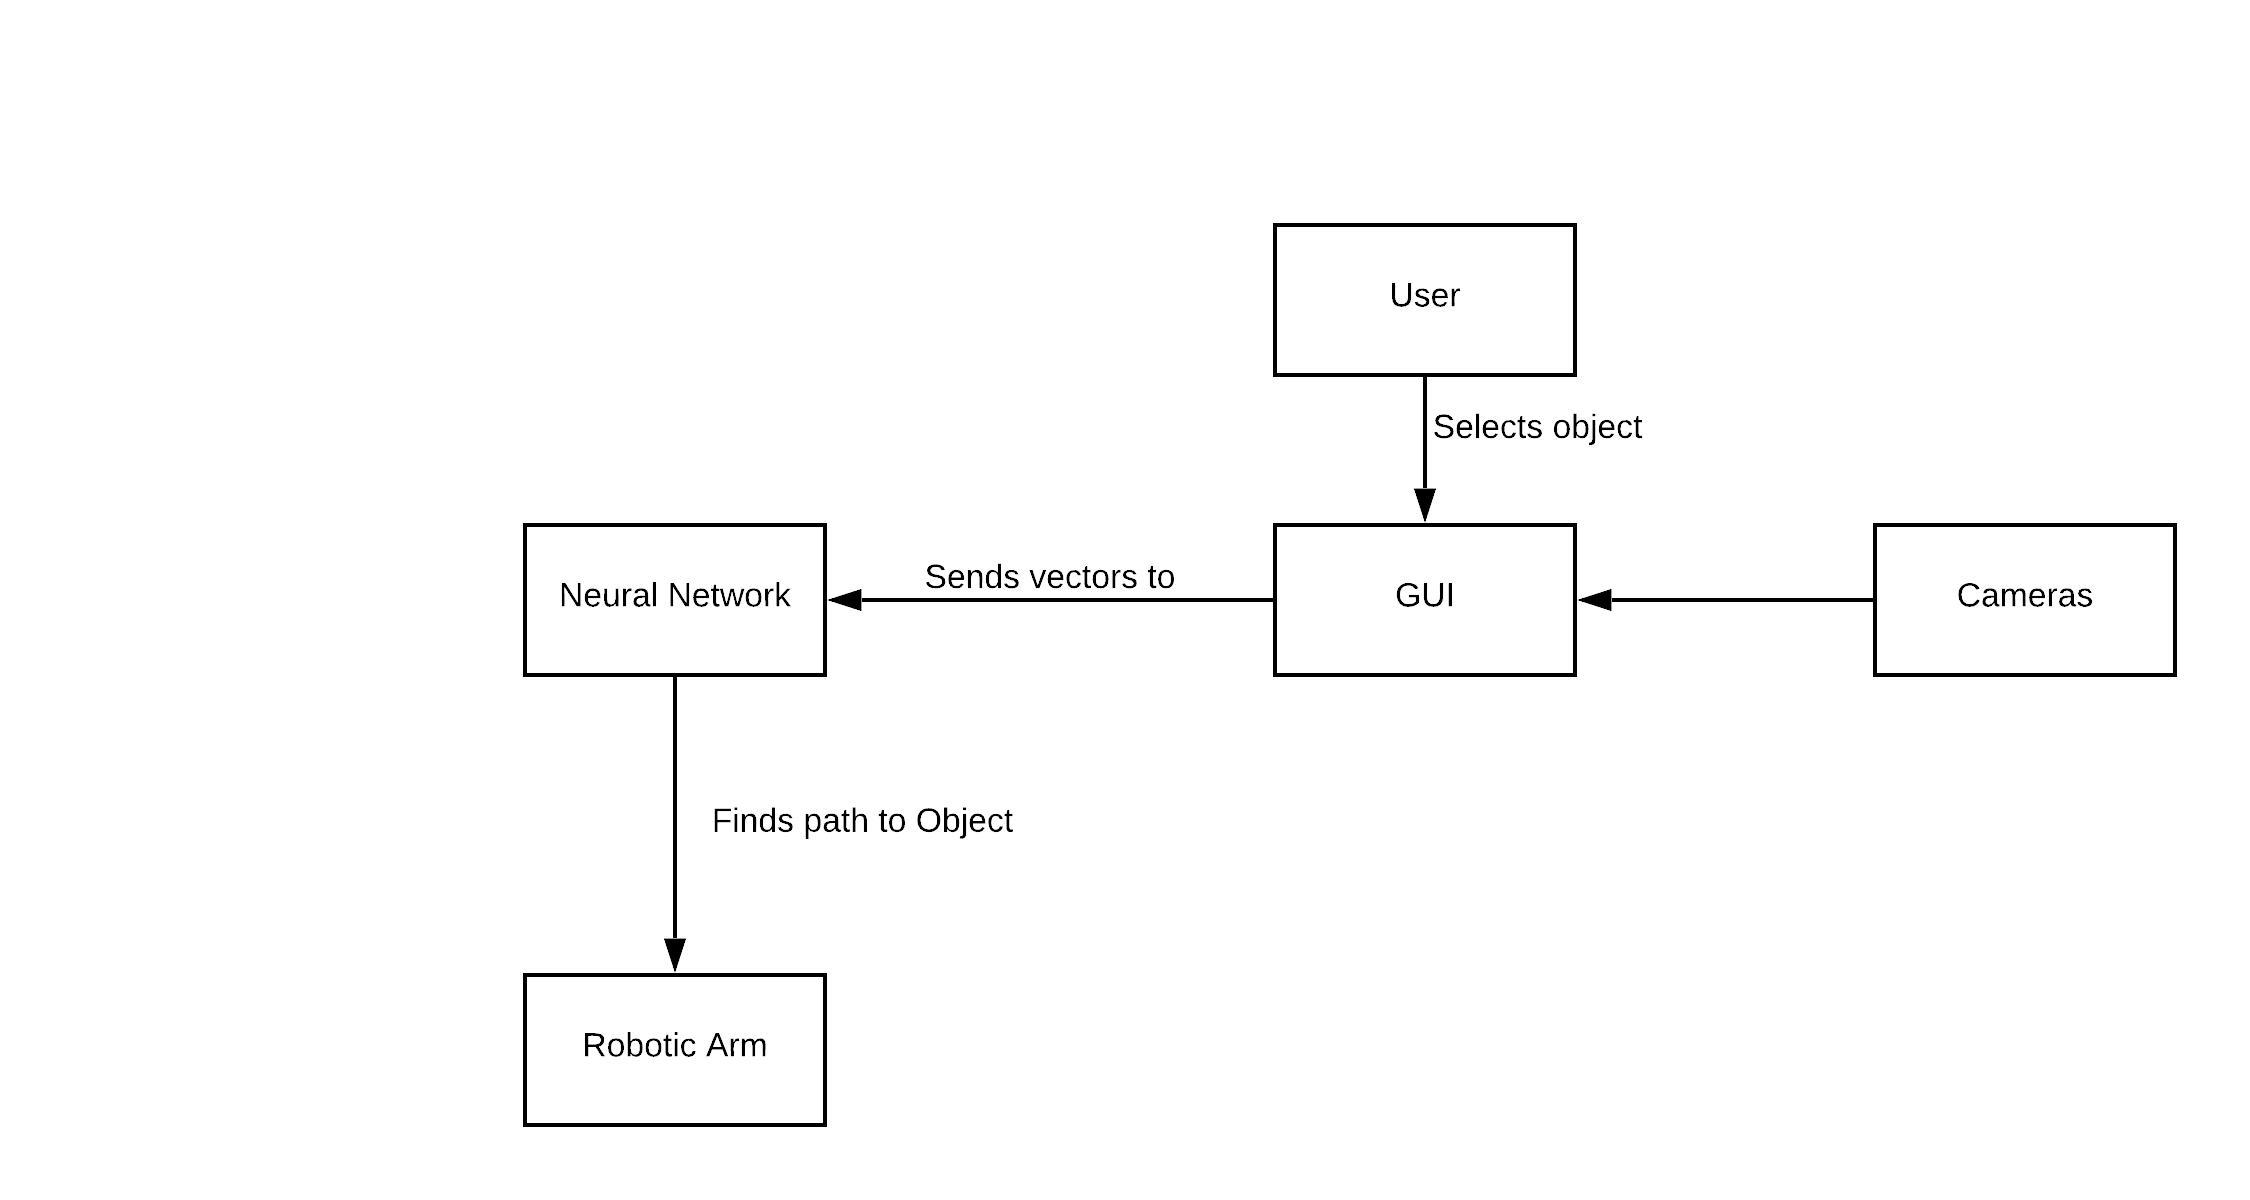 User
Selects object
Neural Network
Sends vectors to
GUI
Cameras
Finds path to Object
Robotic Arm